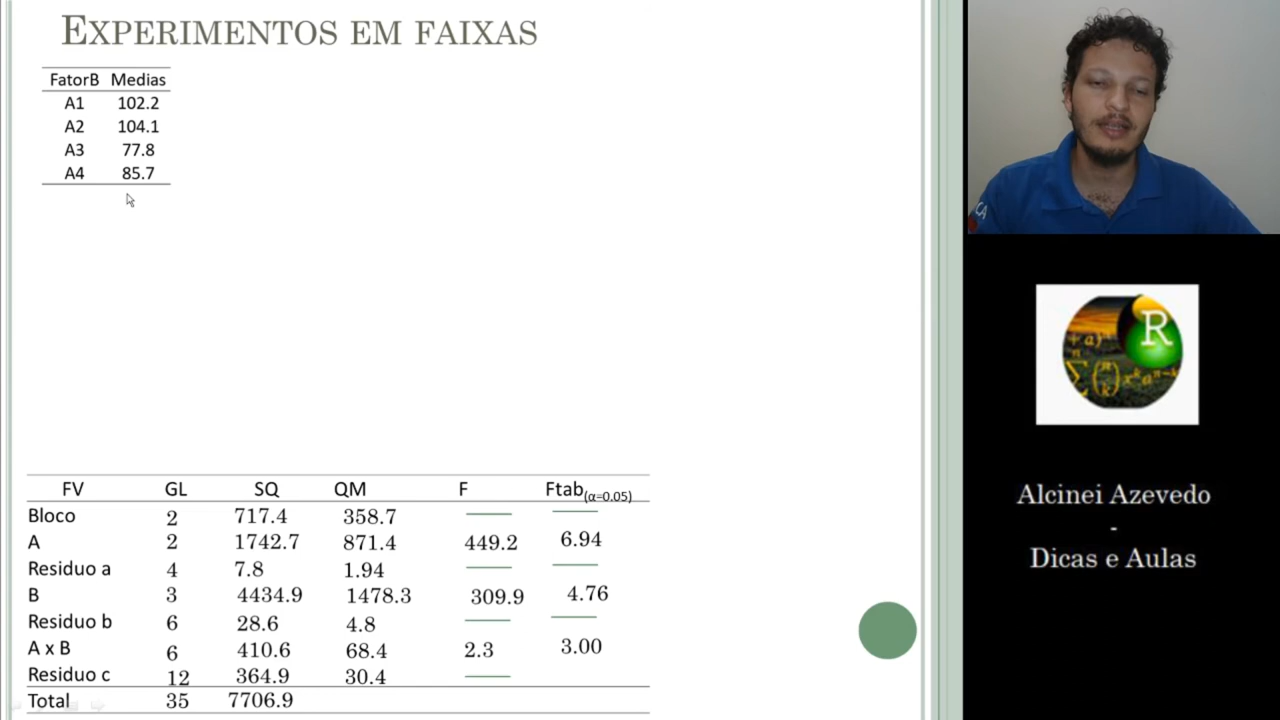 EXPERIMENTOS EM FAIXAS
FatorB Medias
A1 102.2
A2 104.1
A3 77.8
A4 85.7
FV GL SQ QM F Ftab(α=0.05)
Bloco 2 717.4 358.7
A 2 1742.7 871.4 449.2 6.94
Residuo a 4 7.8 1.94
B 3 4434.9 1478.3 309.9 4.76
Residuo b 6 28.6 4.8
A x B 6 410.6 68.4 2.3 3.00
Residuo c 12 364.9 30.4
Total 35 7706.9
CA
R
Alcinei Azevedo
-
Dicas e Aulas